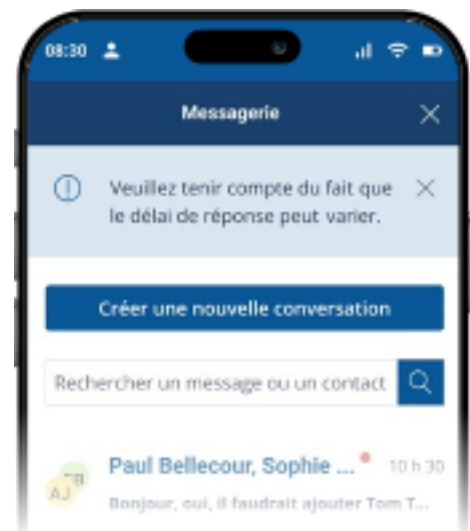 08:30
Messagerie
Veuillez tenir compte du fait que
le délai de réponse peut varier.
Créer une nouvelle conversation
Rechercher un message ou un contact
Paul Bellecour, Sophie ... 10 h 30
AJ B
Bonjour, oui, il faudrait ajouter Tom T...